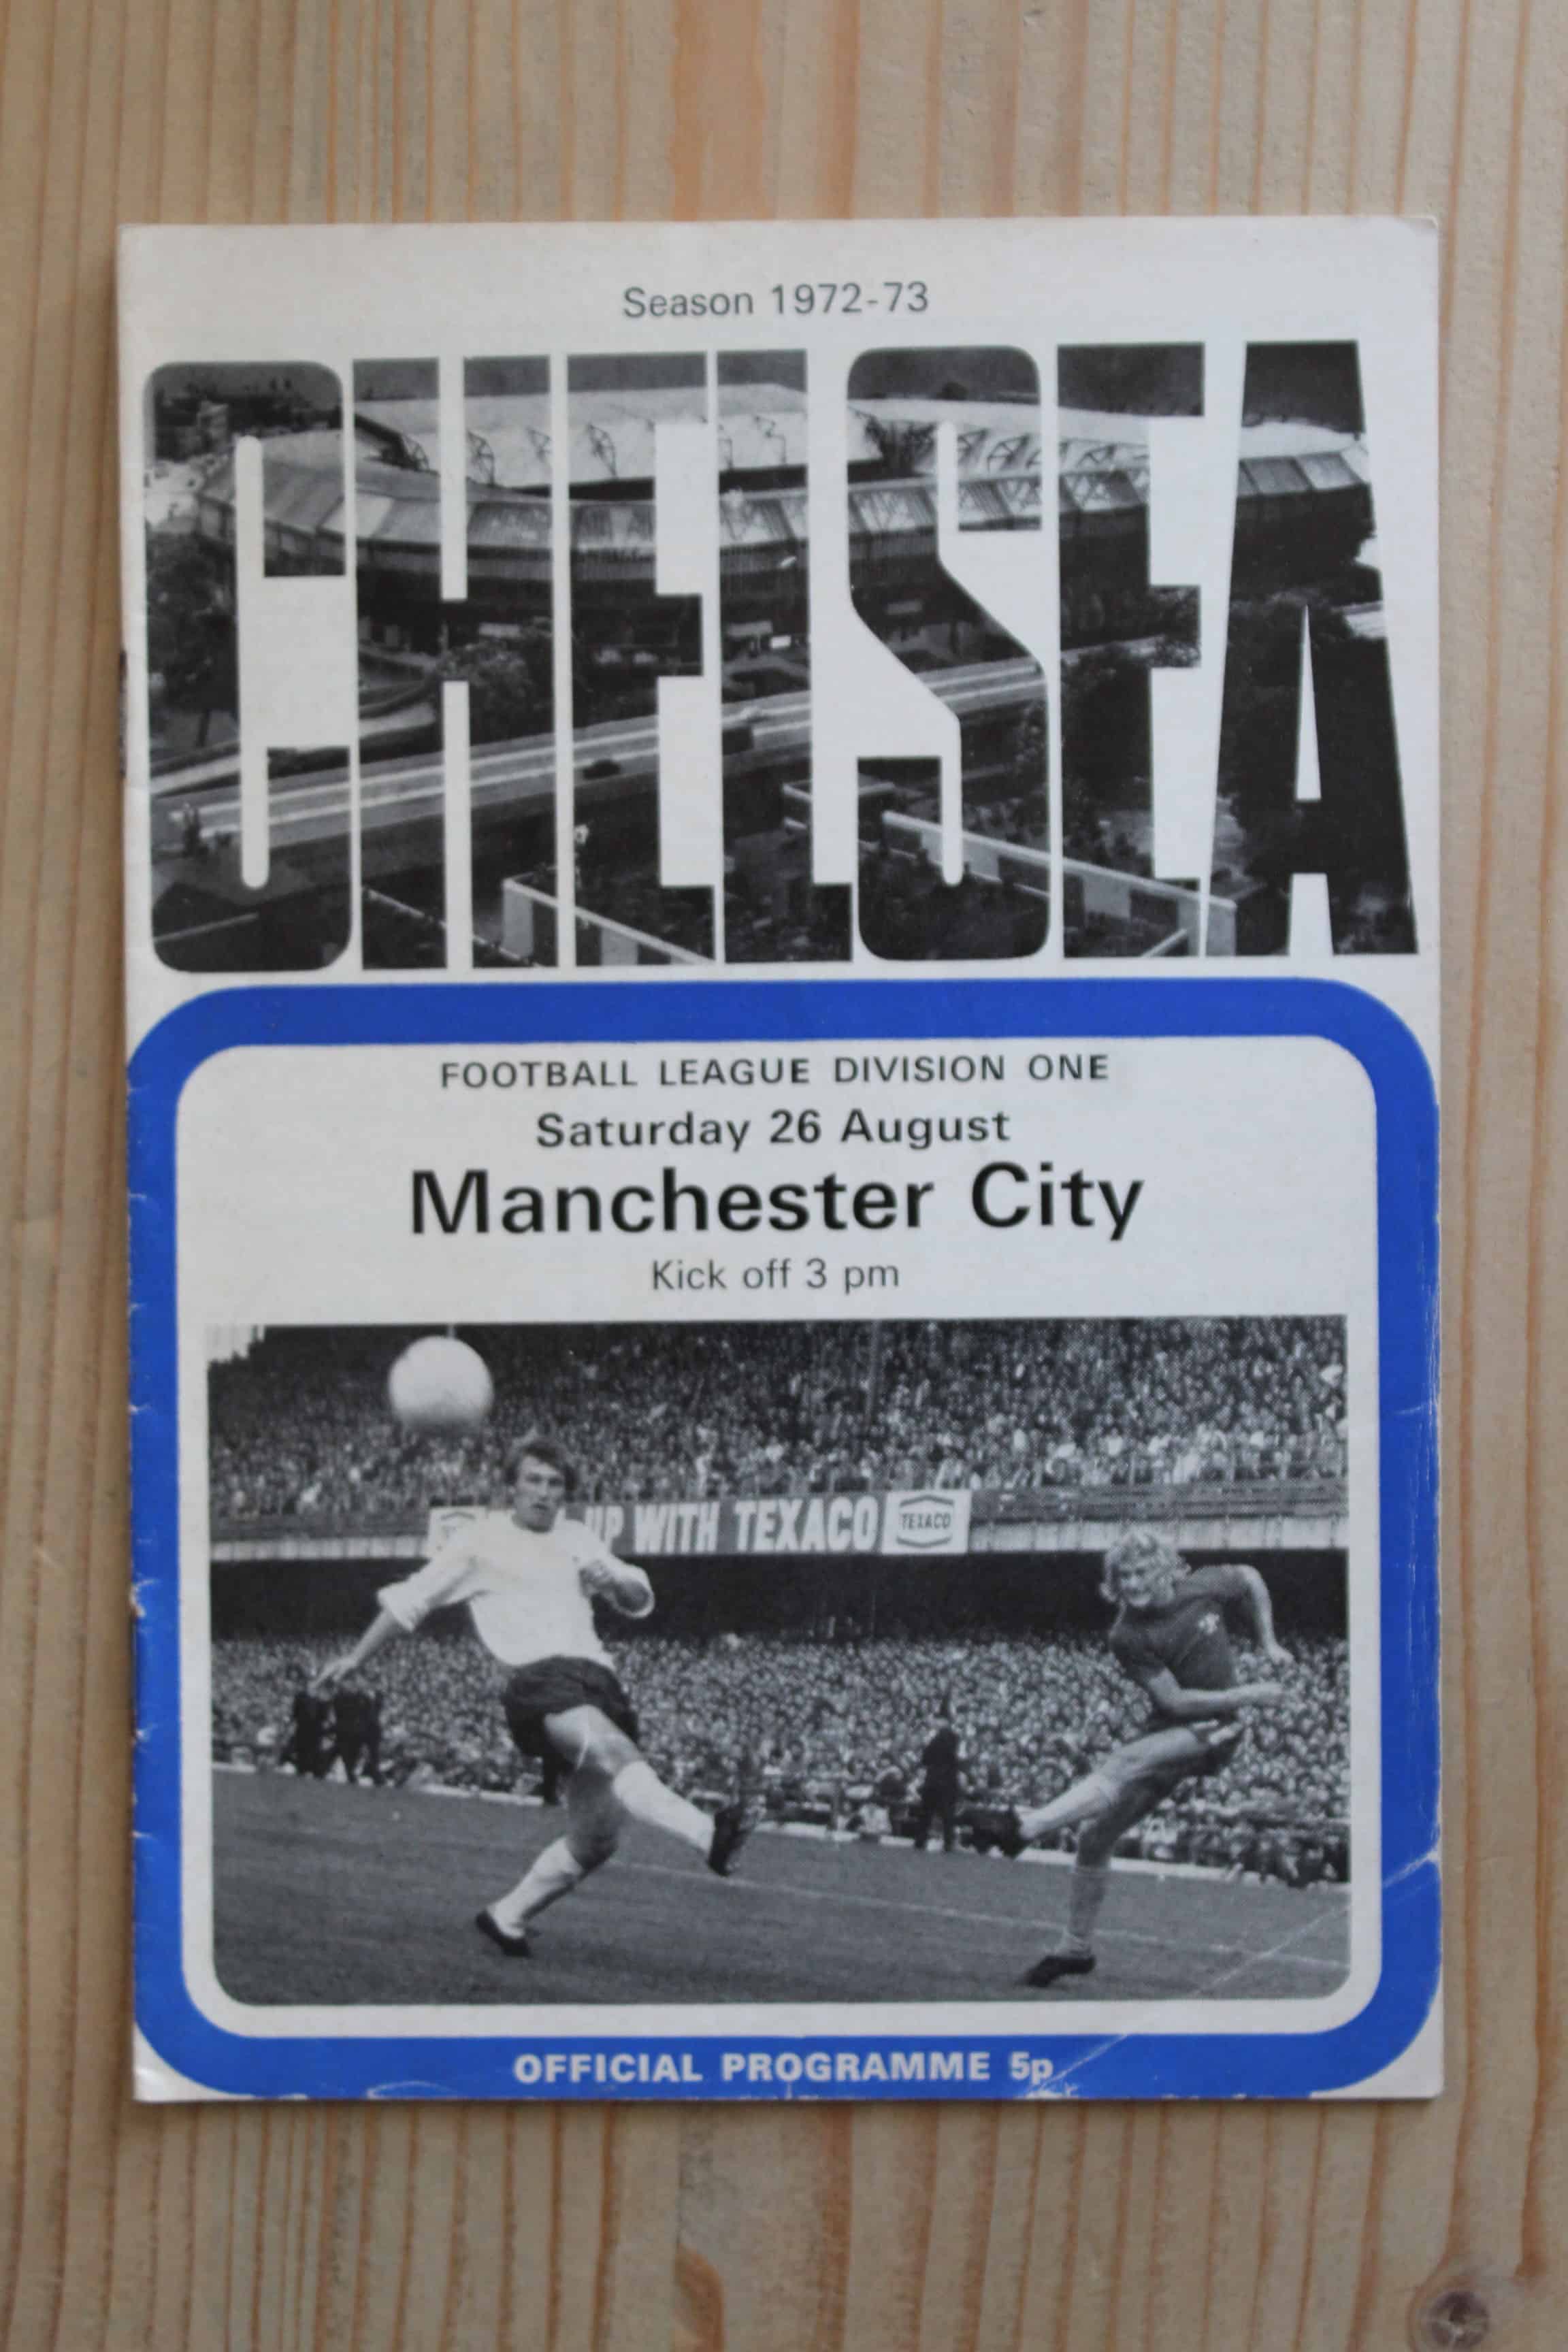 Season 1972-73
CHELSEA
FOOTBALL LEAGUE DIVISION ONE
Saturday 26 August
Manchester City
Kick off 3 pm
UP WITH TEXACO TEXACO
OFFICIAL PROGRAMME 5p